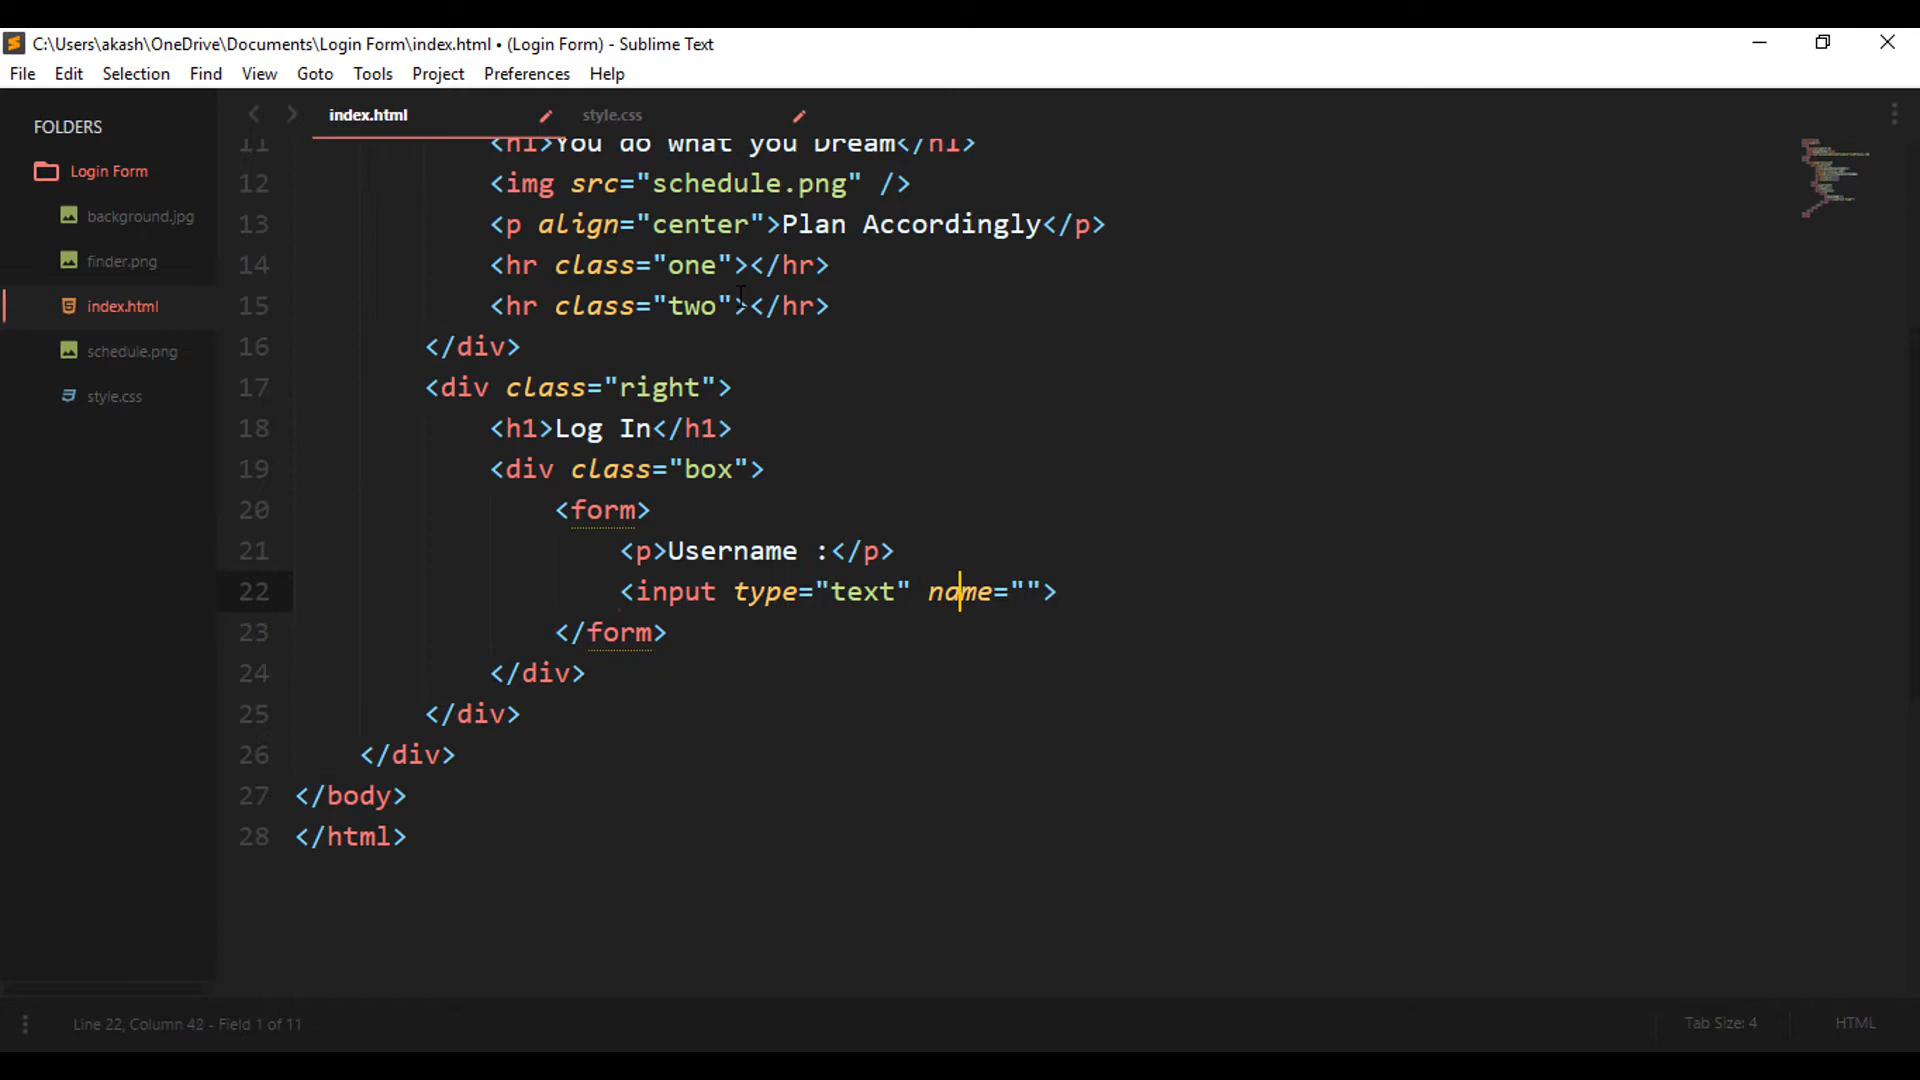 C:\Users\akash\OneDrive\Documents\Login Form\index.html • (Login Form) - Sublime Text
File Edit Selection Find View Goto Tools Project Preferences Help
FOLDERS
Login Form
background.jpg
finder.png
index.html
schedule.png
style.css
index.html style.css
11 <h1>You do what you Dream</h1>
12 <img src="schedule.png" />
13 <p align="center">Plan Accordingly</p>
14 <hr class="one"></hr>
15 <hr class="two"></hr>
16 </div>
17 <div class="right">
18 <h1>Log In</h1>
19 <div class="box">
20 <form>
21 <p>Username :</p>
22 <input type="text" name="">
23 </form>
24 </div>
25 </div>
26 </div>
27 </body>
28 </html>
Line 22, Column 42 - Field 1 of 11 Tab Size: 4 HTML